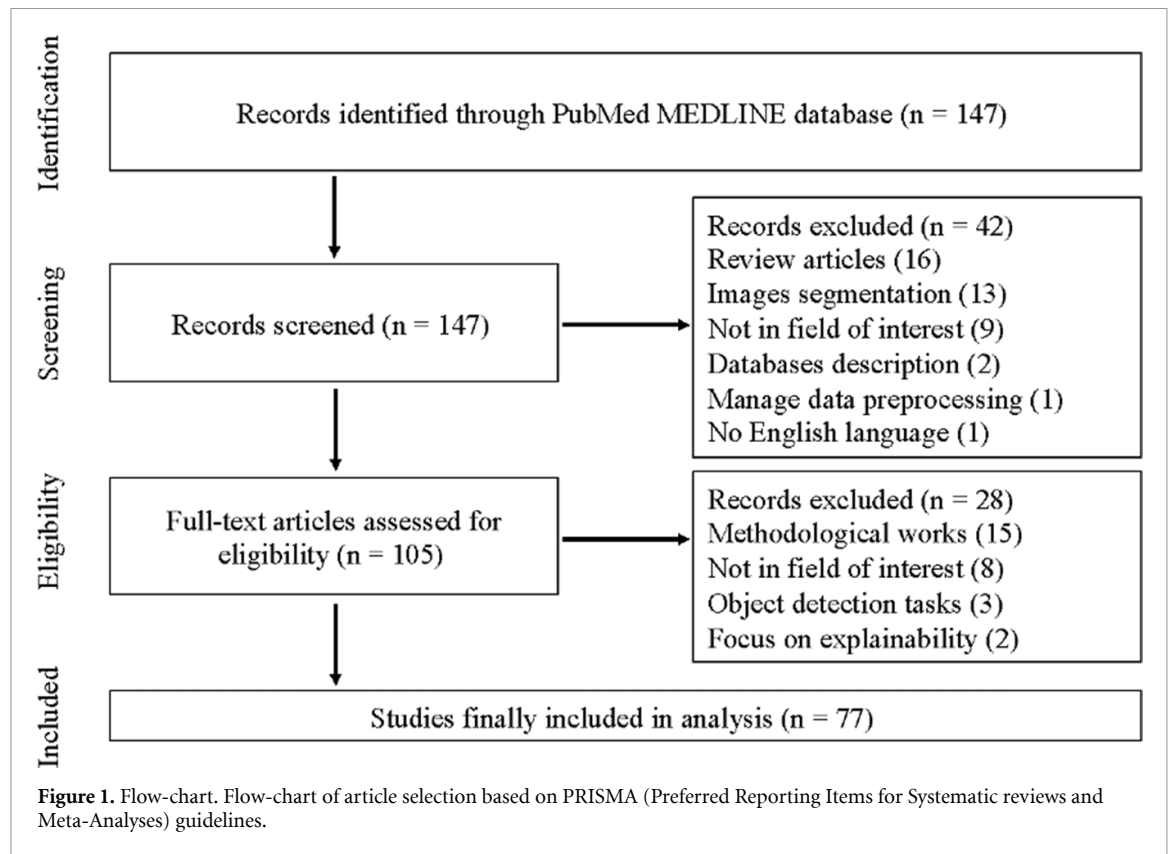 Identification
Records identified through PubMed MEDLINE database (n = 147)
Screening
Records screened (n = 147)
Records excluded (n = 42)
Review articles (16)
Images segmentation (13)
Not in field of interest (9)
Databases description (2)
Manage data preprocessing (1)
No English language (1)
Eligibility
Full-text articles assessed for
eligibility (n = 105)
Records excluded (n = 28)
Methodological works (15)
Not in field of interest (8)
Object detection tasks (3)
Focus on explainability (2)
Included
Studies finally included in analysis (n = 77)
Figure 1. Flow-chart. Flow-chart of article selection based on PRISMA (Preferred Reporting Items for Systematic reviews and
Meta-Analyses) guidelines.